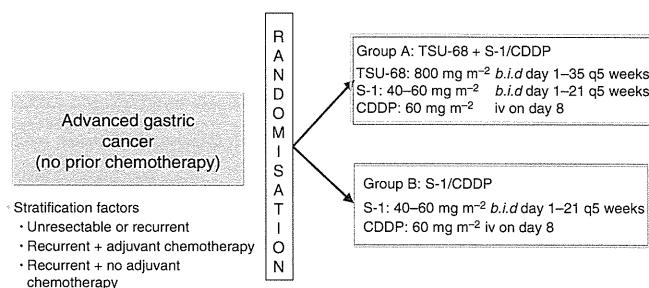 Advanced gastric
cancer
(no prior chemotherapy)
Stratification factors
• Unresectable or recurrent
• Recurrent + adjuvant chemotherapy
• Recurrent + no adjuvant
chemotherapy
RANDOMISATION
Group A: TSU-68 + S-1/CDDP
TSU-68: 800 mg m⁻² b.i.d day 1–35 q5 weeks
S-1: 40–60 mg m⁻² b.i.d day 1–21 q5 weeks
CDDP: 60 mg m⁻² iv on day 8
Group B: S-1/CDDP
S-1: 40–60 mg m⁻² b.i.d day 1–21 q5 weeks
CDDP: 60 mg m⁻² iv on day 8